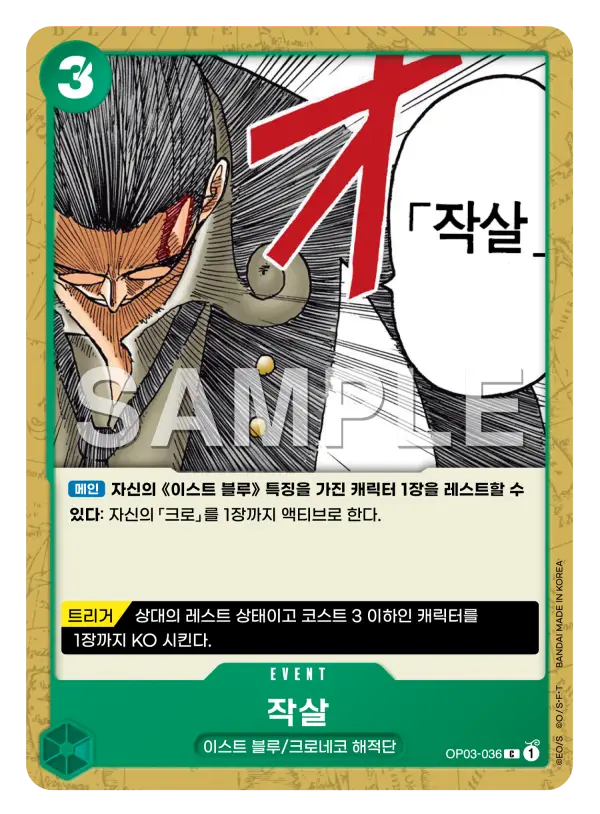 3
オ
「작살」
SAMPLE
메인 자신의 《이스트 블루》 특징을 가진 캐릭터 1장을 레스트할 수
있다: 자신의 「크로」를 1장까지 액티브로 한다.
트리거 상대의 레스트 상태이고 코스트 3 이하인 캐릭터를
1장까지 KO 시킨다.
EVENT
작살
이스트 블루/크로네코 해적단
OP03-036 C 1
©EO/S ©O/S·F·T BANDAI MADE IN KOREA